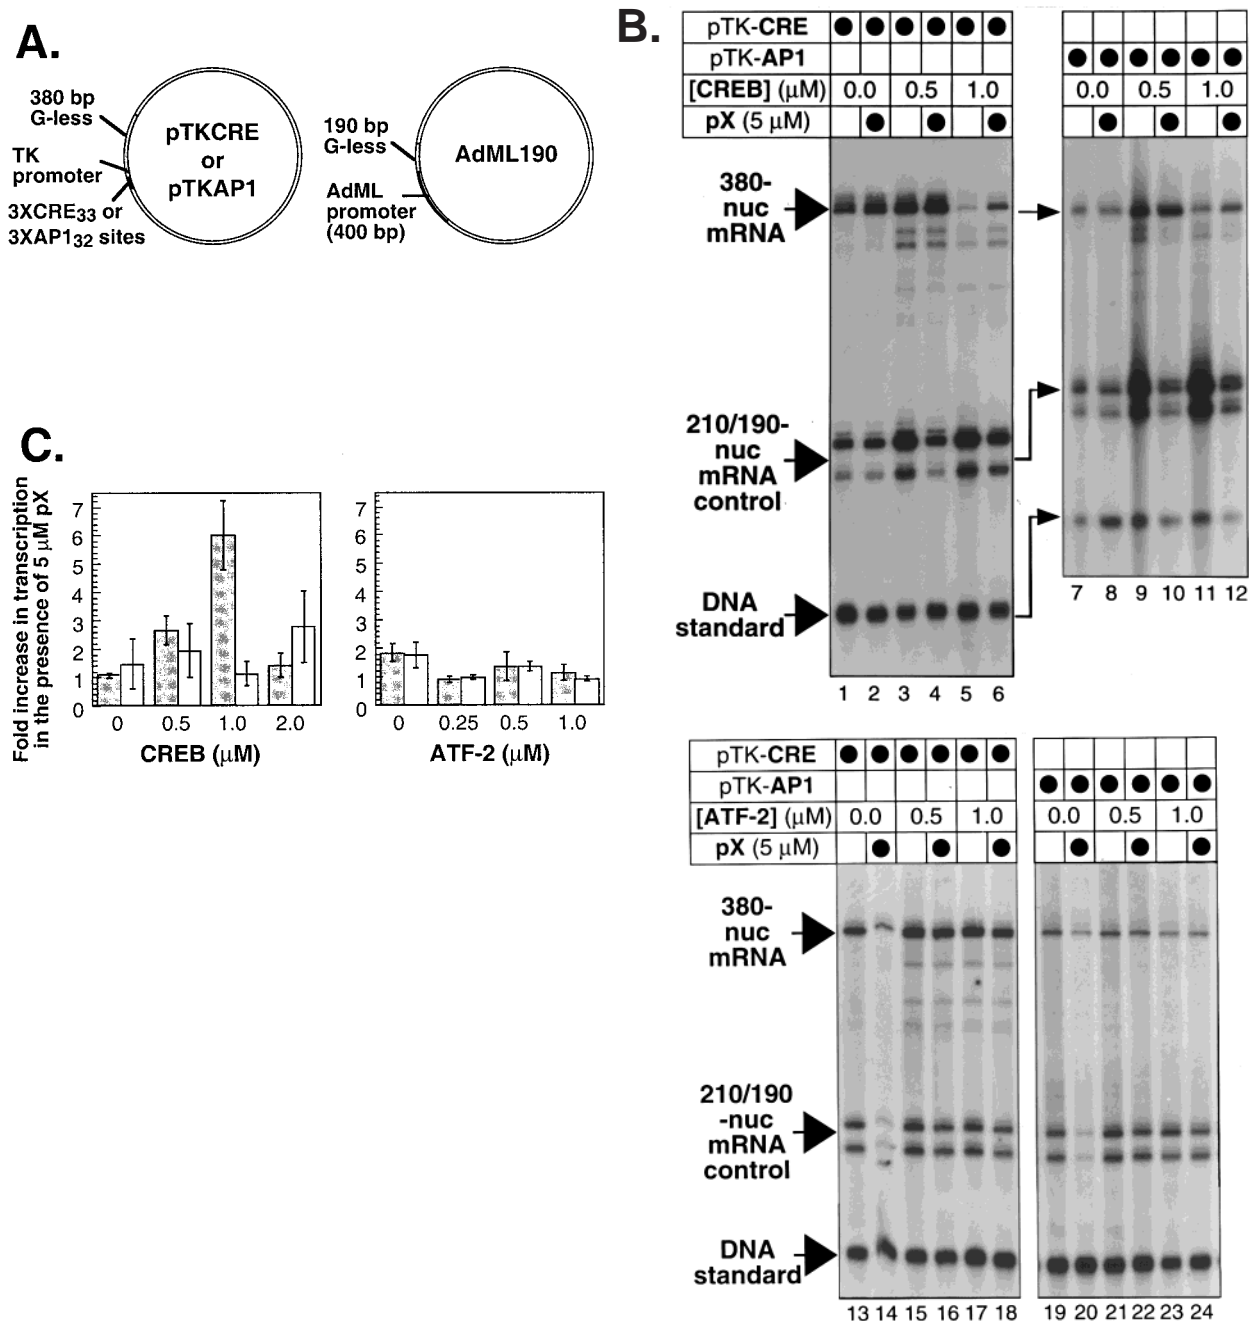 A.
380 bp
G-less
TK
promoter
3XCRE33 or
3XAP132 sites
pTKCRE
or
pTKAP1
190 bp
G-less
AdML
promoter
(400 bp)
AdML190
B.
pTK-CRE
pTK-AP1
[CREB] (μM) 0.0 0.5 1.0 0.0 0.5 1.0
pX (5 μM)
380-
nuc
mRNA
210/190-
nuc
mRNA
control
DNA
standard
1 2 3 4 5 6
7 8 9 10 11 12
C.
Fold increase in transcription
in the presence of 5 μM pX
7
6
5
4
3
2
1
0
0 0.5 1.0 2.0
CREB (μM)
7
6
5
4
3
2
1
0
0 0.25 0.5 1.0
ATF-2 (μM)
pTK-CRE
pTK-AP1
[ATF-2] (μM) 0.0 0.5 1.0 0.0 0.5 1.0
pX (5 μM)
380-
nuc
mRNA
210/190
-nuc
mRNA
control
DNA
standard
13 14 15 16 17 18
19 20 21 22 23 24